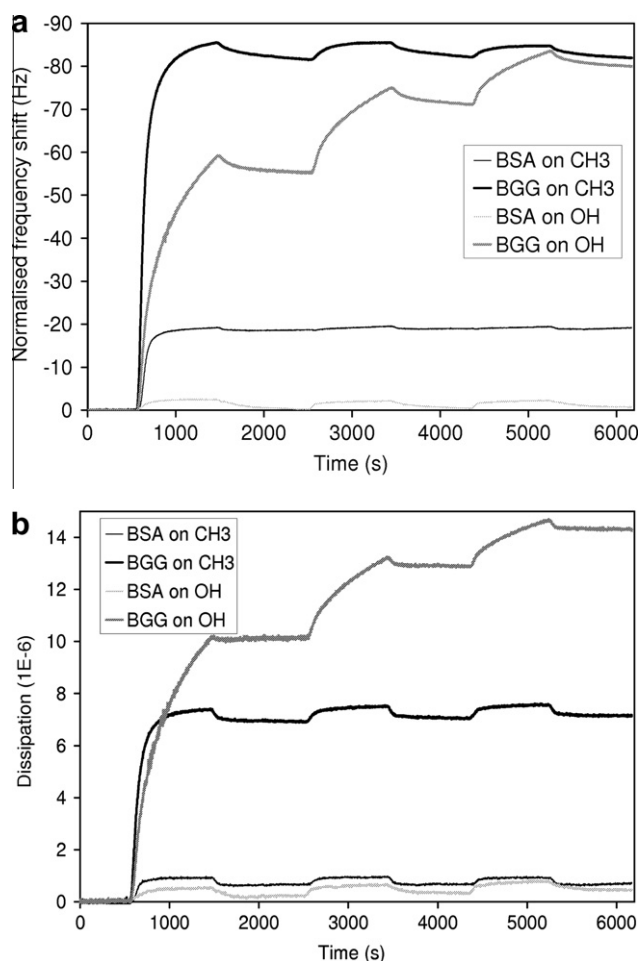 a
Normalised frequency shift (Hz)
-90
-80
-70
-60
-50
-40
-30
-20
-10
0
BSA on CH3
BGG on CH3
BSA on OH
BGG on OH
0 1000 2000 3000 4000 5000 6000
Time (s)
b
Dissipation (1E-6)
14
12
10
8
6
4
2
0
BSA on CH3
BGG on CH3
BSA on OH
BGG on OH
0 1000 2000 3000 4000 5000 6000
Time (s)